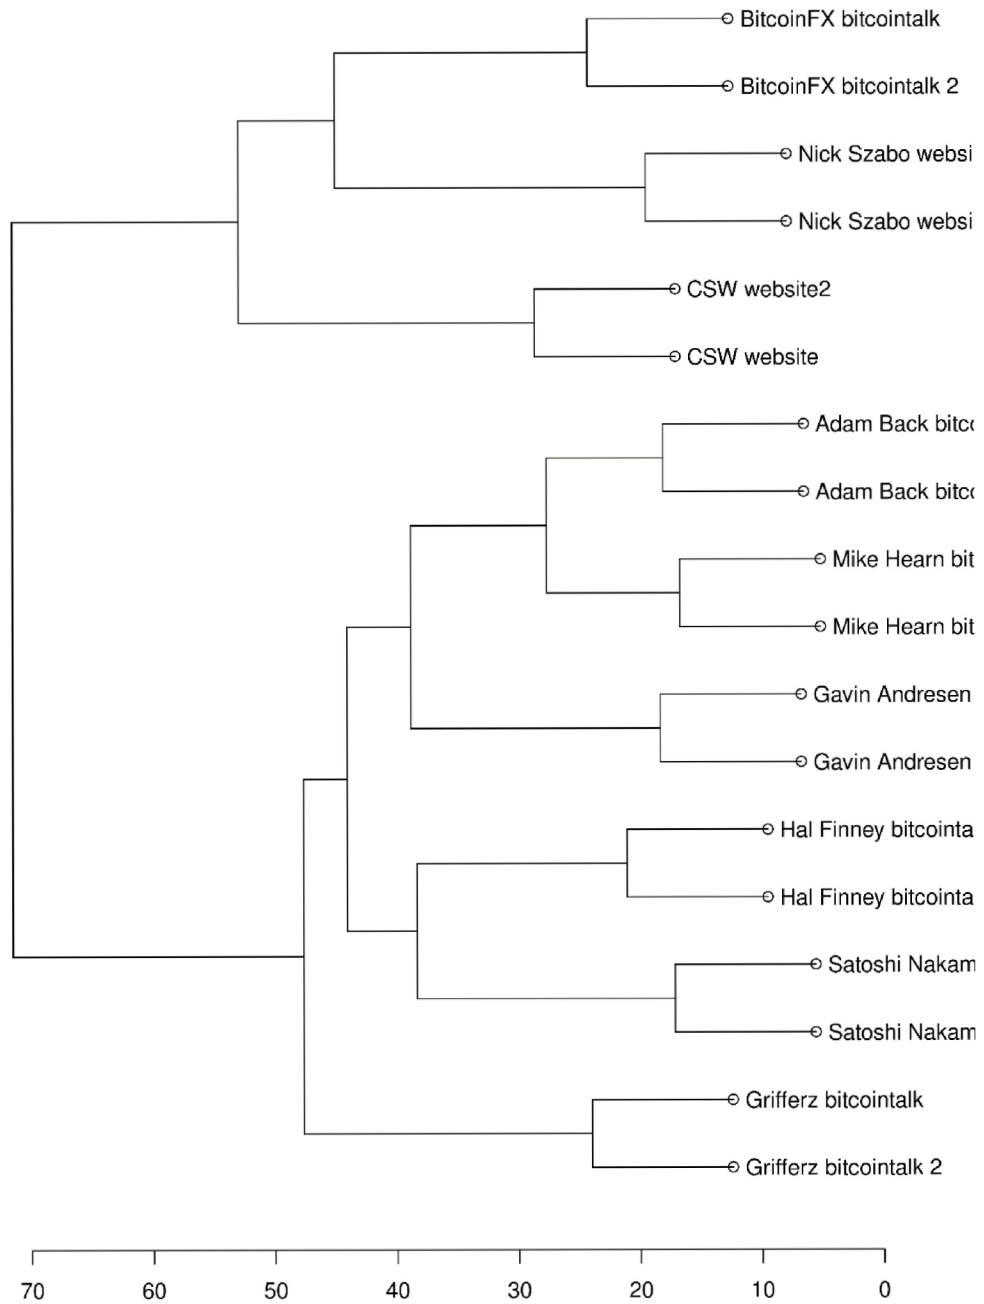 BitcoinFX bitcointalk
BitcoinFX bitcointalk 2
Nick Szabo websi
Nick Szabo websi
CSW website2
CSW website
Adam Back bitc
Adam Back bitc
Mike Hearn bit
Mike Hearn bit
Gavin Andresen
Gavin Andresen
Hal Finney bitcointa
Hal Finney bitcointa
Satoshi Nakam
Satoshi Nakam
Grifferz bitcointalk
Grifferz bitcointalk 2
70 60 50 40 30 20 10 0